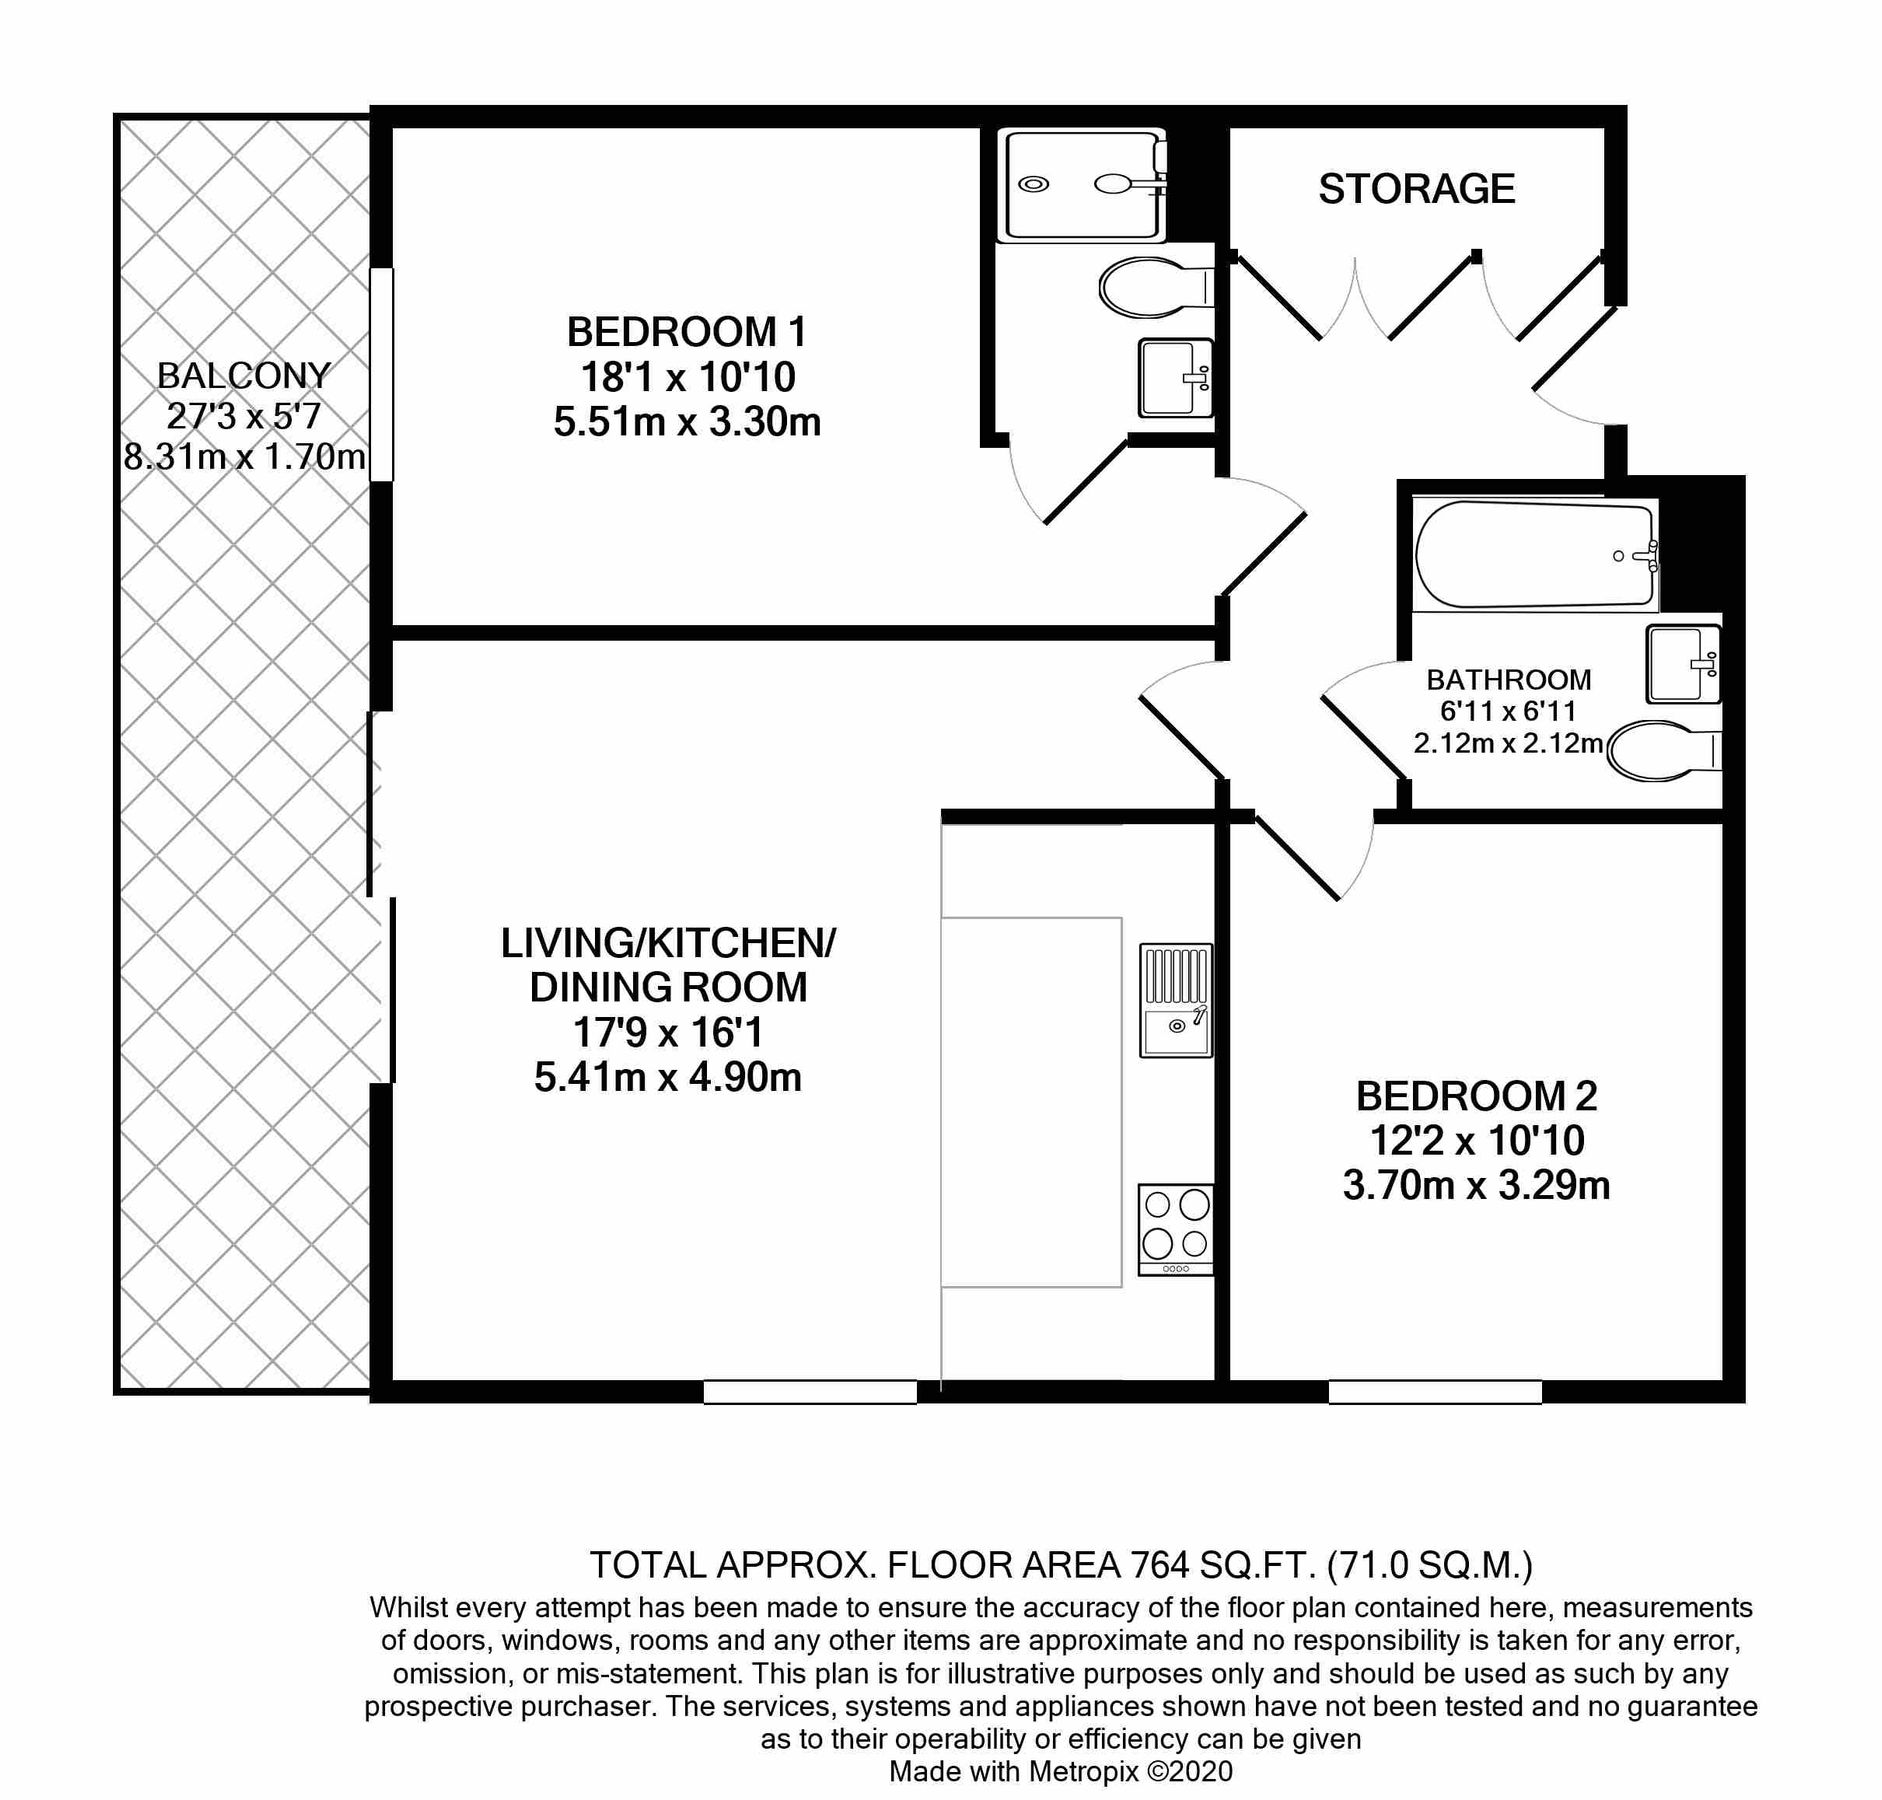 STORAGE
BEDROOM 1
18'1 x 10'10
5.51m x 3.30m
BALCONY
27'3 x 5'7
8.31m x 1.70m
BATHROOM
6'11 x 6'11
2.12m x 2.12m
LIVING/KITCHEN/
DINING ROOM
17'9 x 16'1
5.41m x 4.90m
BEDROOM 2
12'2 x 10'10
3.70m x 3.29m
TOTAL APPROX. FLOOR AREA 764 SQ.FT. (71.0 SQ.M.)
Whilst every attempt has been made to ensure the accuracy of the floor plan contained here, measurements
of doors, windows, rooms and any other items are approximate and no responsibility is taken for any error,
omission, or mis-statement. This plan is for illustrative purposes only and should be used as such by any
prospective purchaser. The services, systems and appliances shown have not been tested and no guarantee
as to their operability or efficiency can be given
Made with Metropix ©2020